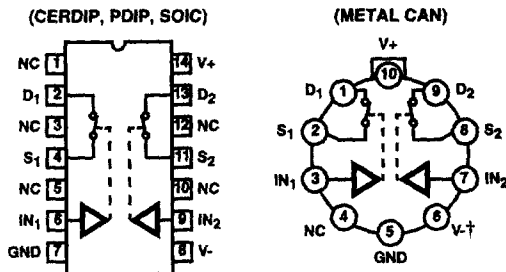 (CERDIP, PDIP, SOIC)
NC 1 14 V+
D1 2 13 D2
NC 3 12 NC
S1 4 11 S2
NC 5 10 NC
IN1 6 9 IN2
GND 7 8 V-
(METAL CAN)
V+
10
D1 1 9 D2
S1 2 8 S2
IN1 3 7 IN2
NC 4 6 V-†
5
GND